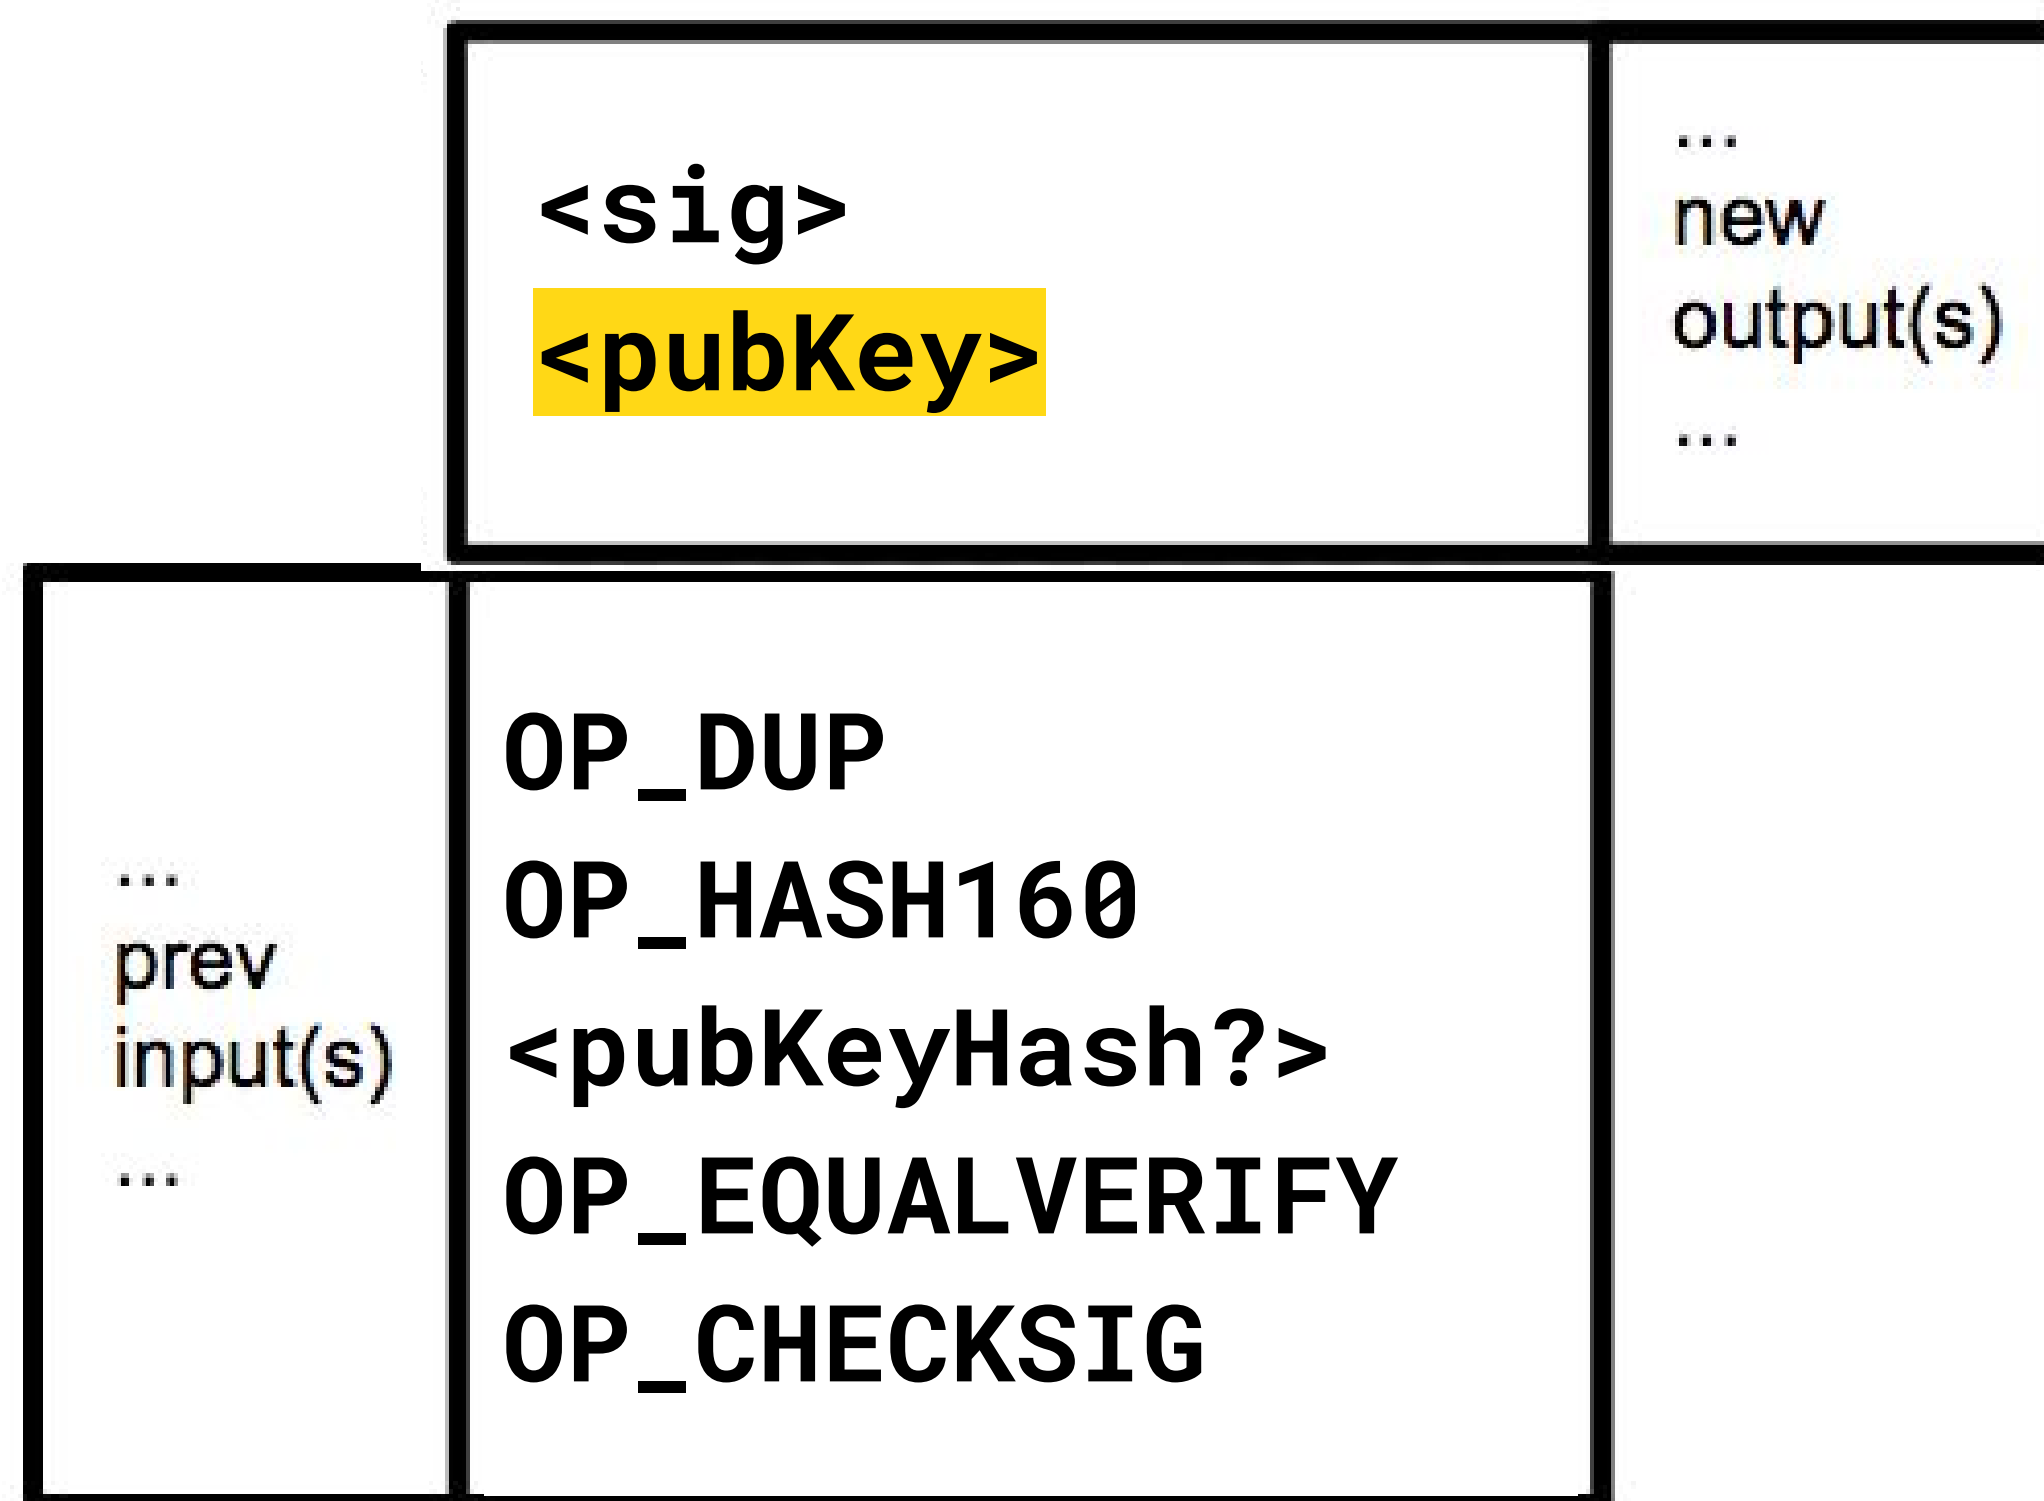 <sig>
<pubKey>
...
new
output(s)
...
...
prev
input(s)
...
OP_DUP
OP_HASH160
<pubKeyHash?>
OP_EQUALVERIFY
OP_CHECKSIG